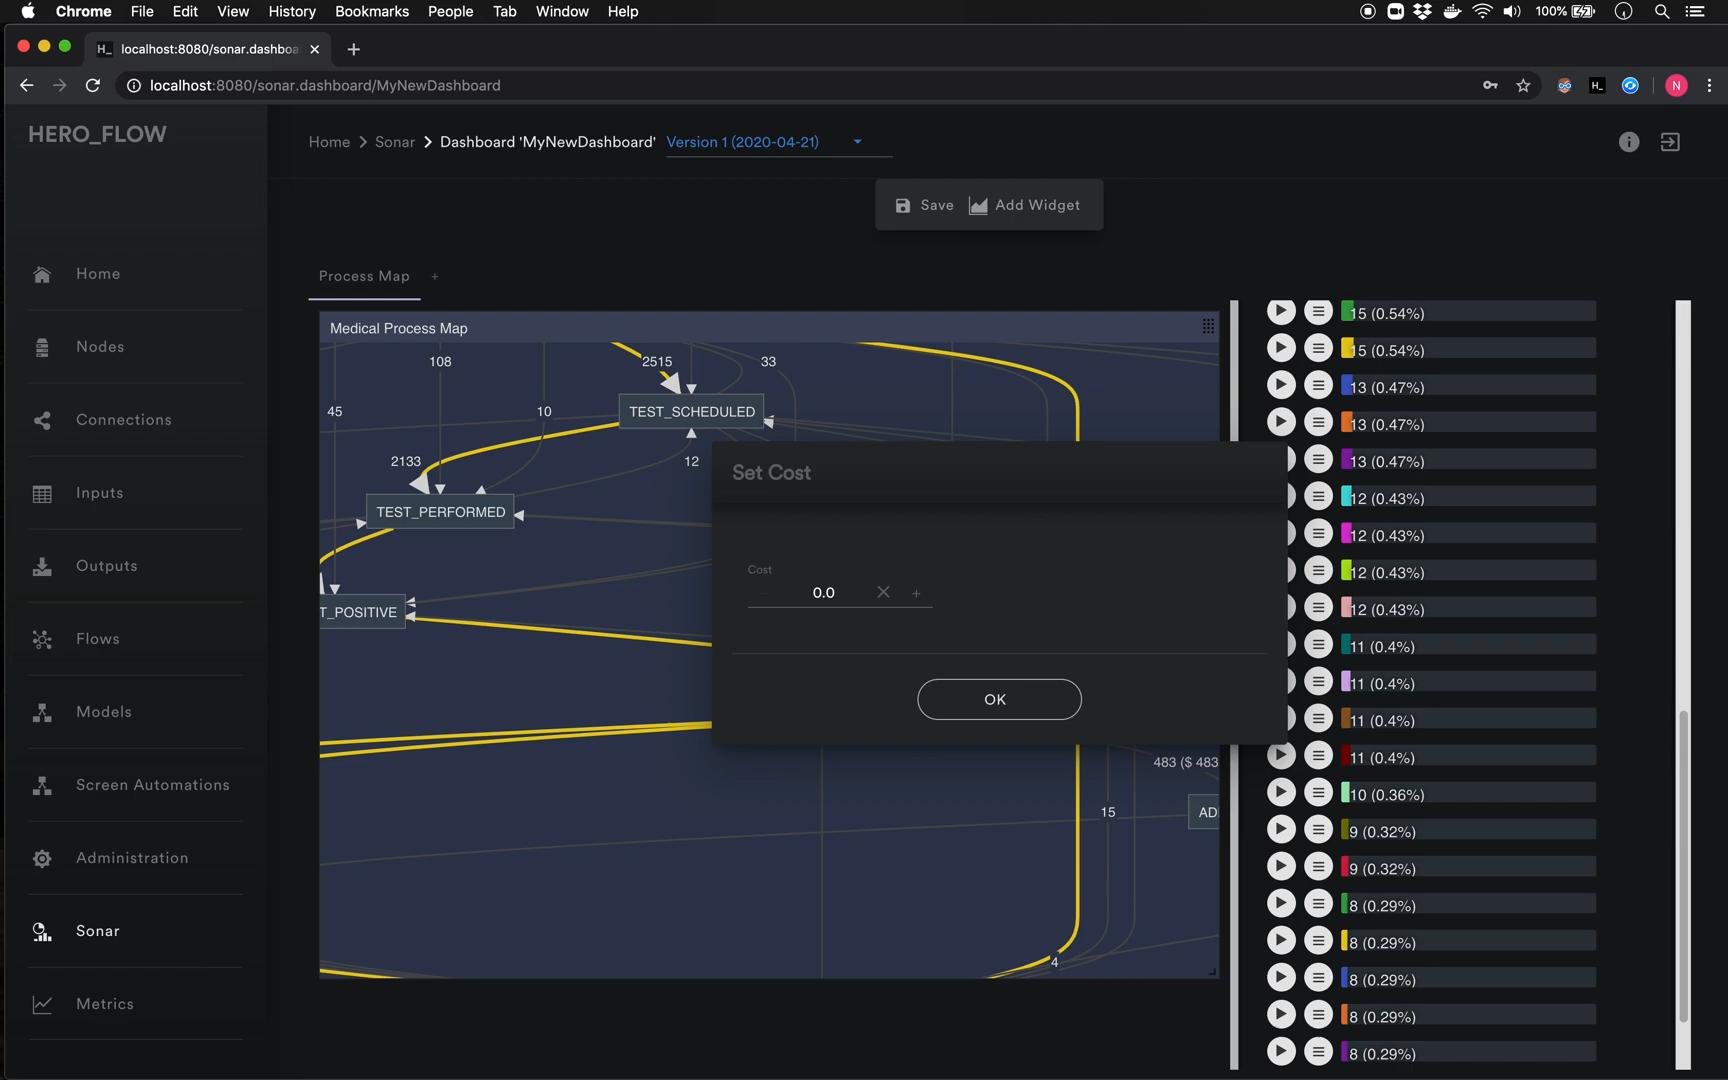 Chrome File Edit View History Bookmarks People Tab Window Help 100%
H_ localhost:8080/sonar.dashboa
localhost:8080/sonar.dashboard/MyNewDashboard H_ N
HERO_FLOW
Home
Nodes
Connections
Inputs
Outputs
Flows
Models
Screen Automations
Administration
Sonar
Metrics
Home Sonar Dashboard 'MyNewDashboard' Version 1 (2020-04-21)
Save Add Widget
Process Map +
Medical Process Map
108 2515 33
45 10 TEST_SCHEDULED
2133 12
TEST_PERFORMED
T_POSITIVE
483 ($ 483
15 AD
4
Set Cost
Cost
0.0
OK
15 (0.54%)
15 (0.54%)
13 (0.47%)
13 (0.47%)
13 (0.47%)
12 (0.43%)
12 (0.43%)
12 (0.43%)
12 (0.43%)
11 (0.4%)
11 (0.4%)
11 (0.4%)
11 (0.4%)
10 (0.36%)
9 (0.32%)
9 (0.32%)
8 (0.29%)
8 (0.29%)
8 (0.29%)
8 (0.29%)
8 (0.29%)